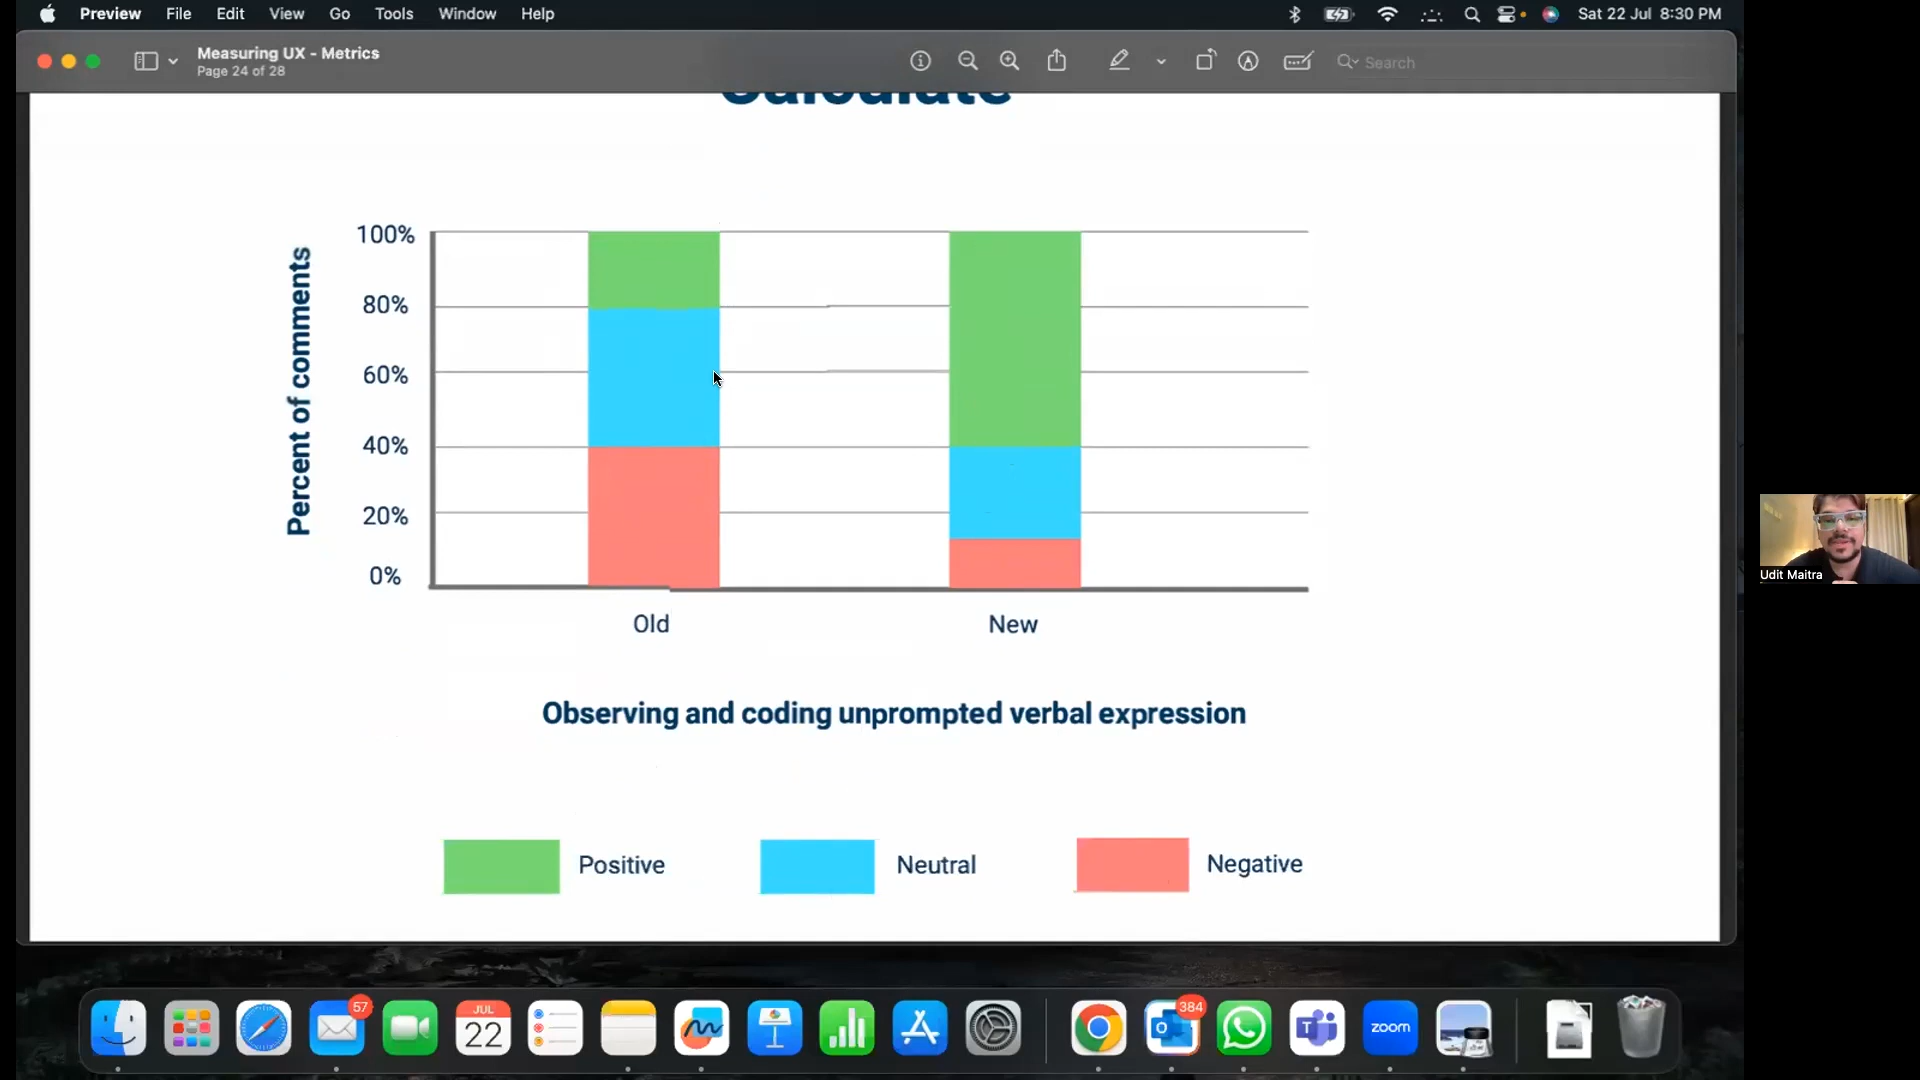 Preview File Edit View Go Tools Window Help Sat 22 Jul 8:30 PM
Measuring UX - Metrics
Page 24 of 28
Search
Calculate
Percent of comments
100%
80%
60%
40%
20%
0%
Old New
Observing and coding unprompted verbal expression
Positive Neutral Negative
Udit Maitra
57
JUL
22
384
zoom